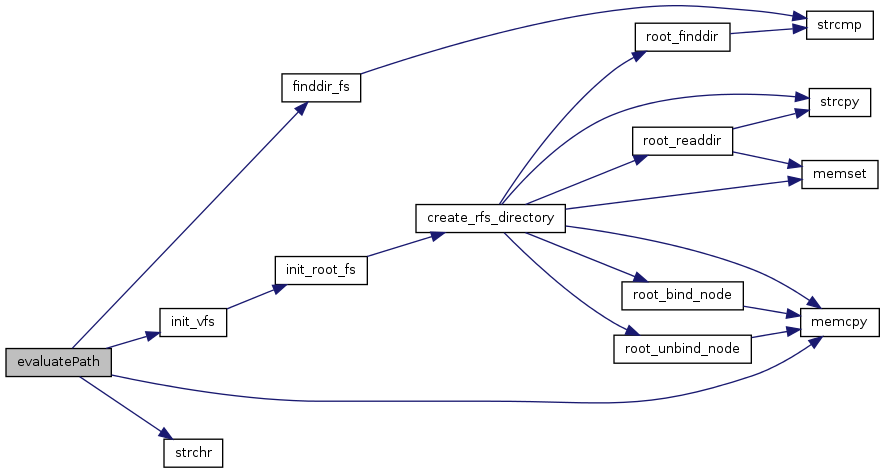 strcmp
root_finddir
finddir_fs
strcpy
root_readdir
memset
create_rfs_directory
init_root_fs
root_bind_node
init_vfs
memcpy
root_unbind_node
evaluatePath
strchr